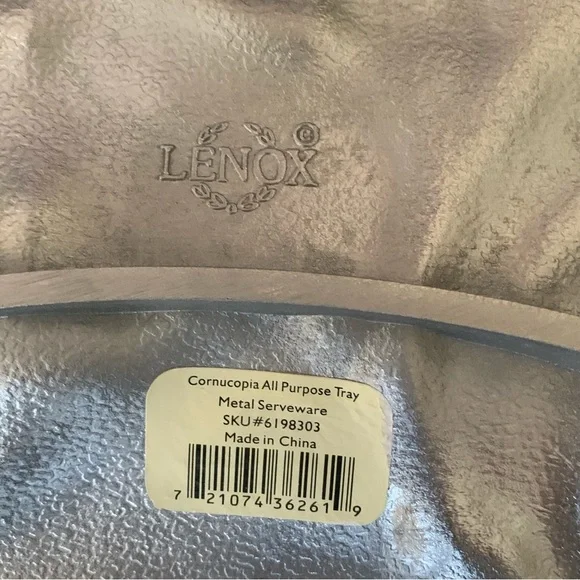 ©
LENOX
Cornucopia All Purpose Tray
Metal Serveware
SKU#6198303
Made in China
7 21074 36261 9